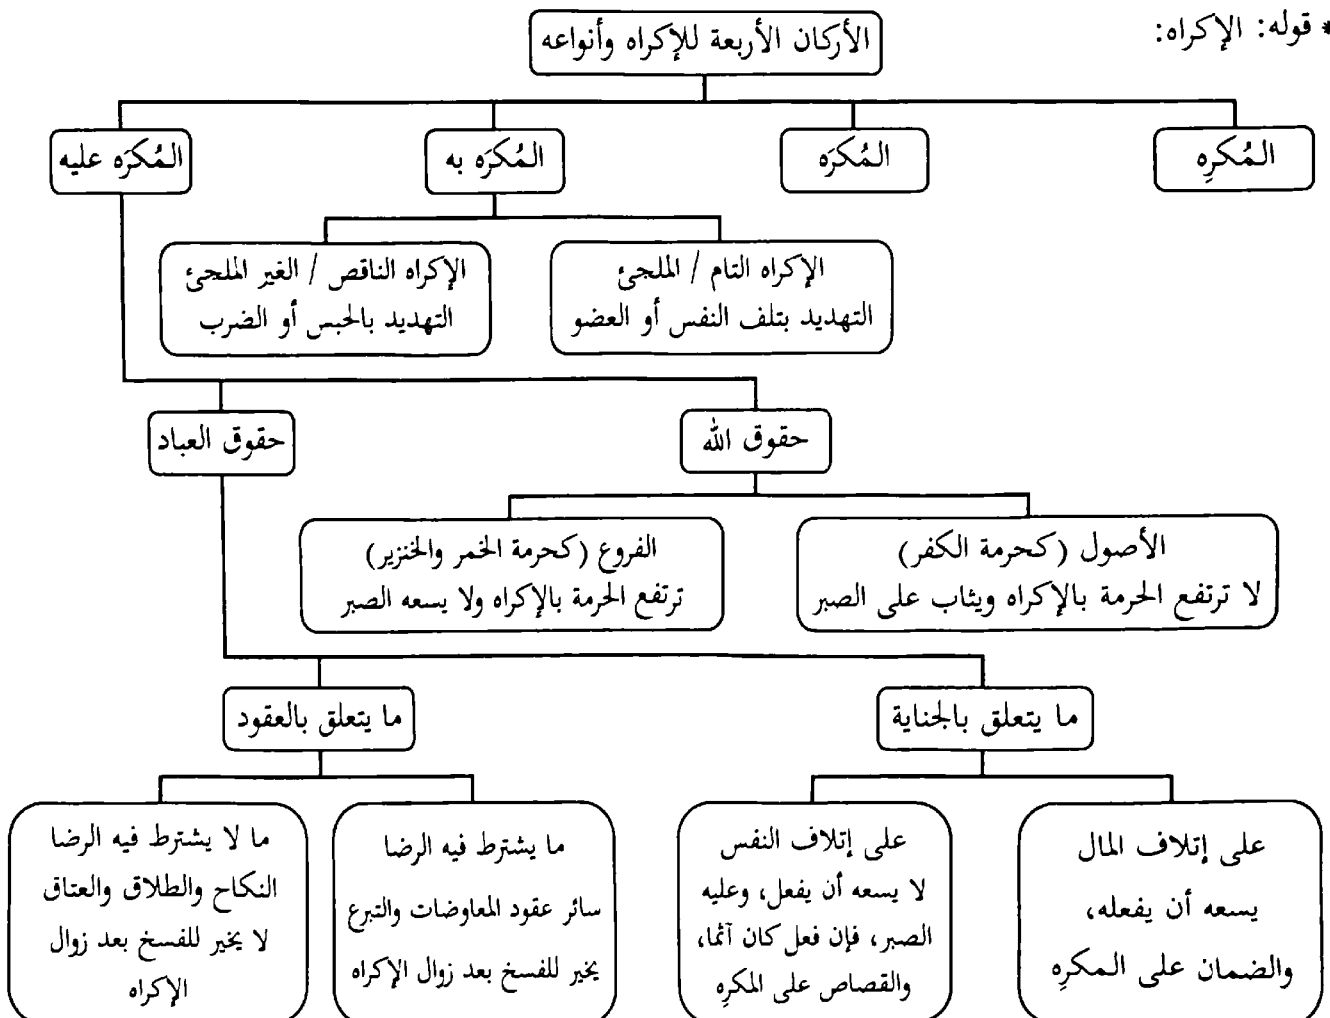 * قوله: الإكراه:
الأركان الأربعة للإكراه وأنواعه
المُكرِه
المُكرَه
المُكرَه به
المُكرَه عليه
الإكراه التام / الملجئ
التهديد بتلف النفس أو العضو
الإكراه الناقص / الغير الملجئ
التهديد بالحبس أو الضرب
حقوق الله
حقوق العباد
الأصول (كحرمة الكفر)
لا ترتفع الحرمة بالإكراه ويثاب على الصبر
الفروع (كحرمة الخمر والخنزير)
ترتفع الحرمة بالإكراه ولا يسعه الصبر
ما يتعلق بالجناية
ما يتعلق بالعقود
على إتلاف المال
يسعه أن يفعله،
والضمان على المكرِه
على إتلاف النفس
لا يسعه أن يفعل، وعليه
الصبر، فإن فعل كان آثما،
والقصاص على المكرِه
ما يشترط فيه الرضا
سائر عقود المعاوضات والتبرع
يخير للفسخ بعد زوال الإكراه
ما لا يشترط فيه الرضا
النكاح والطلاق والعتاق
لا يخير للفسخ بعد زوال
الإكراه